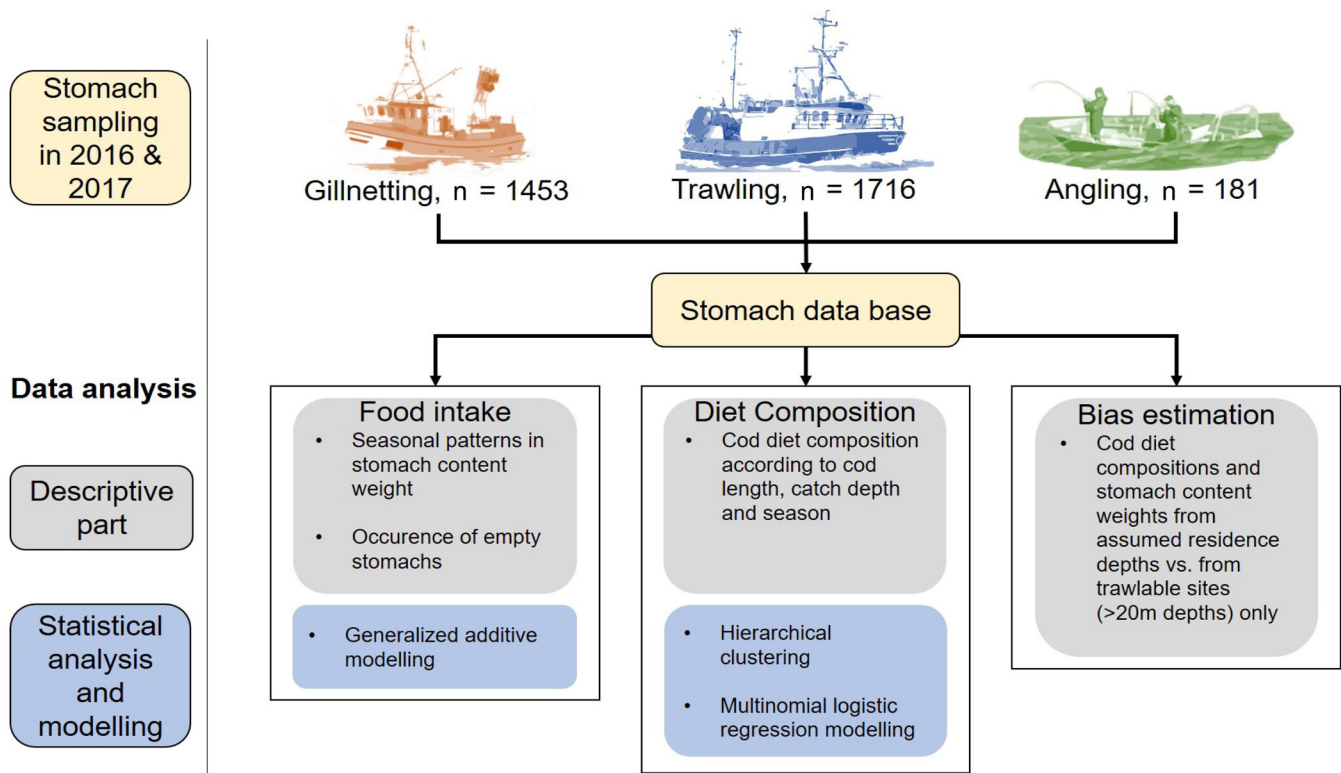 Stomach
sampling
in 2016 &
2017
Gillnetting, n = 1453
Trawling, n = 1716
Angling, n = 181
Stomach data base
Data analysis
Descriptive
part
Statistical
analysis
and
modelling
Food intake
• Seasonal patterns in
stomach content
weight
• Occurence of empty
stomachs
• Generalized additive
modelling
Diet Composition
• Cod diet composition
according to cod
length, catch depth
and season
• Hierarchical
clustering
• Multinomial logistic
regression modelling
Bias estimation
• Cod diet
compositions and
stomach content
weights from
assumed residence
depths vs. from
trawlable sites
(>20m depths) only